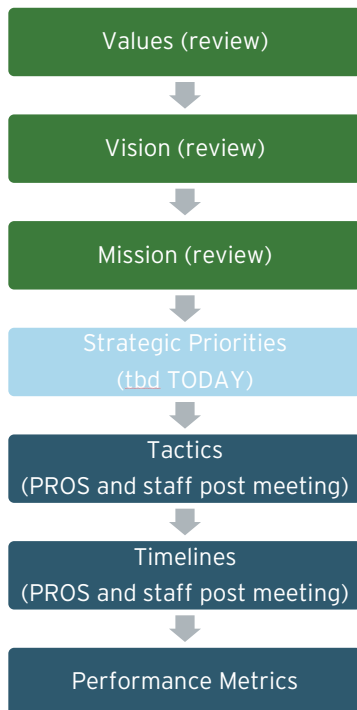 Values (review)
Vision (review)
Mission (review)
Strategic Priorities
(tbd TODAY)
Tactics
(PROS and staff post meeting)
Timelines
(PROS and staff post meeting)
Performance Metrics